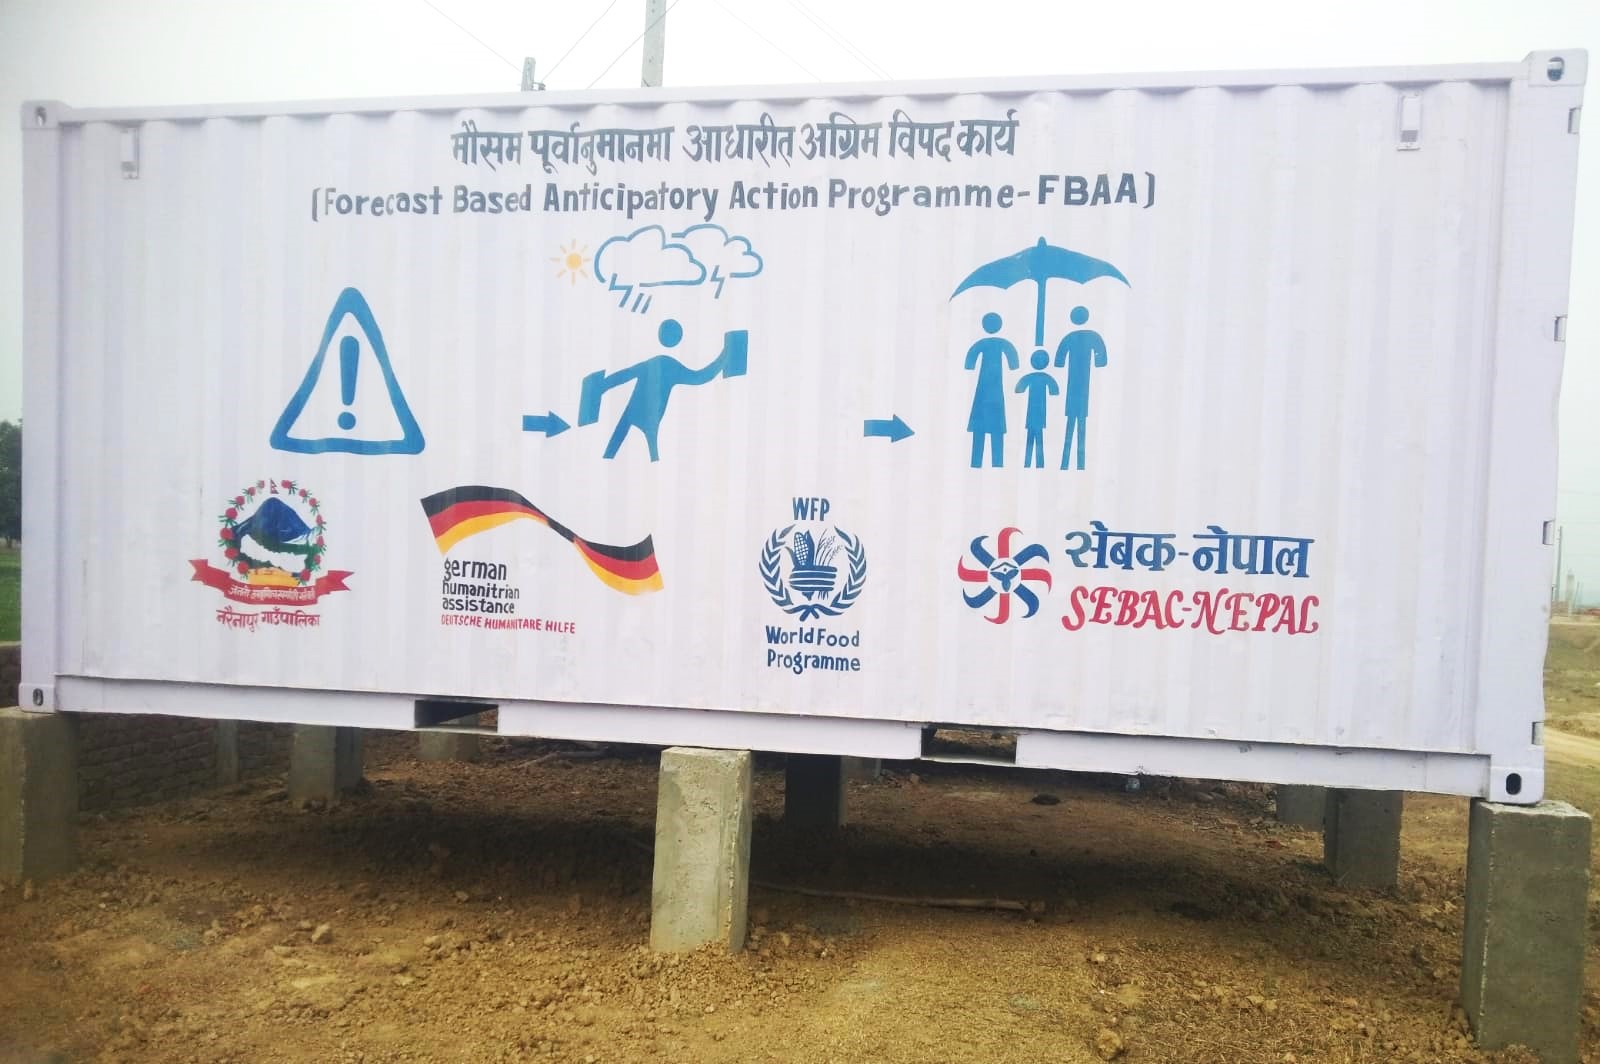 मौसम पूर्वानुमानमा आधारीत अग्रिम विपद कार्य
(Forecast Based Anticipatory Action Programme-FBAA)
नरैनापुर गाउँपालिका
german
humanitrian
assistance
DEUTSCHE HUMANITARE HILFE
WFP
World Food
Programme
सेबक-नेपाल
SEBAC-NEPAL